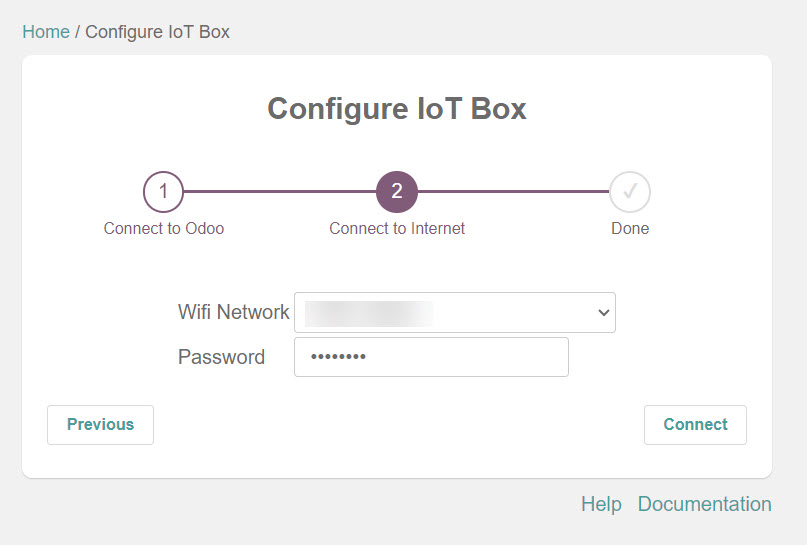 Home / Configure IoT Box
Configure IoT Box
1
2
✓
Connect to Odoo
Connect to Internet
Done
Wifi Network
Password ••••••••
Previous
Connect
Help Documentation